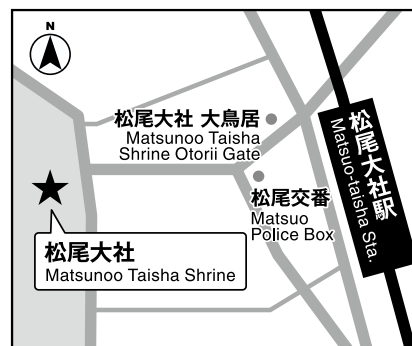 N
松尾大社 大鳥居
Matsunoo Taisha
Shrine Otorii Gate
松尾大社駅
Matsuo-taisha Sta.
松尾交番
Matsuo
Police Box
松尾大社
Matsunoo Taisha Shrine